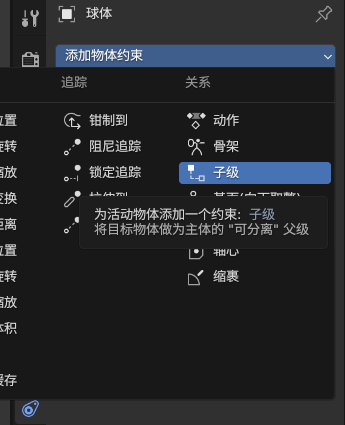 球体
添加物体约束
追踪
关系
位置
钳制到
动作
旋转
阻尼追踪
骨架
缩放
锁定追踪
子级
变换
距离
为活动物体添加一个约束: 子级
将目标物体做为主体的 "可分离" 父级
位置
轴心
旋转
缩裹
缩放
体积
缓存